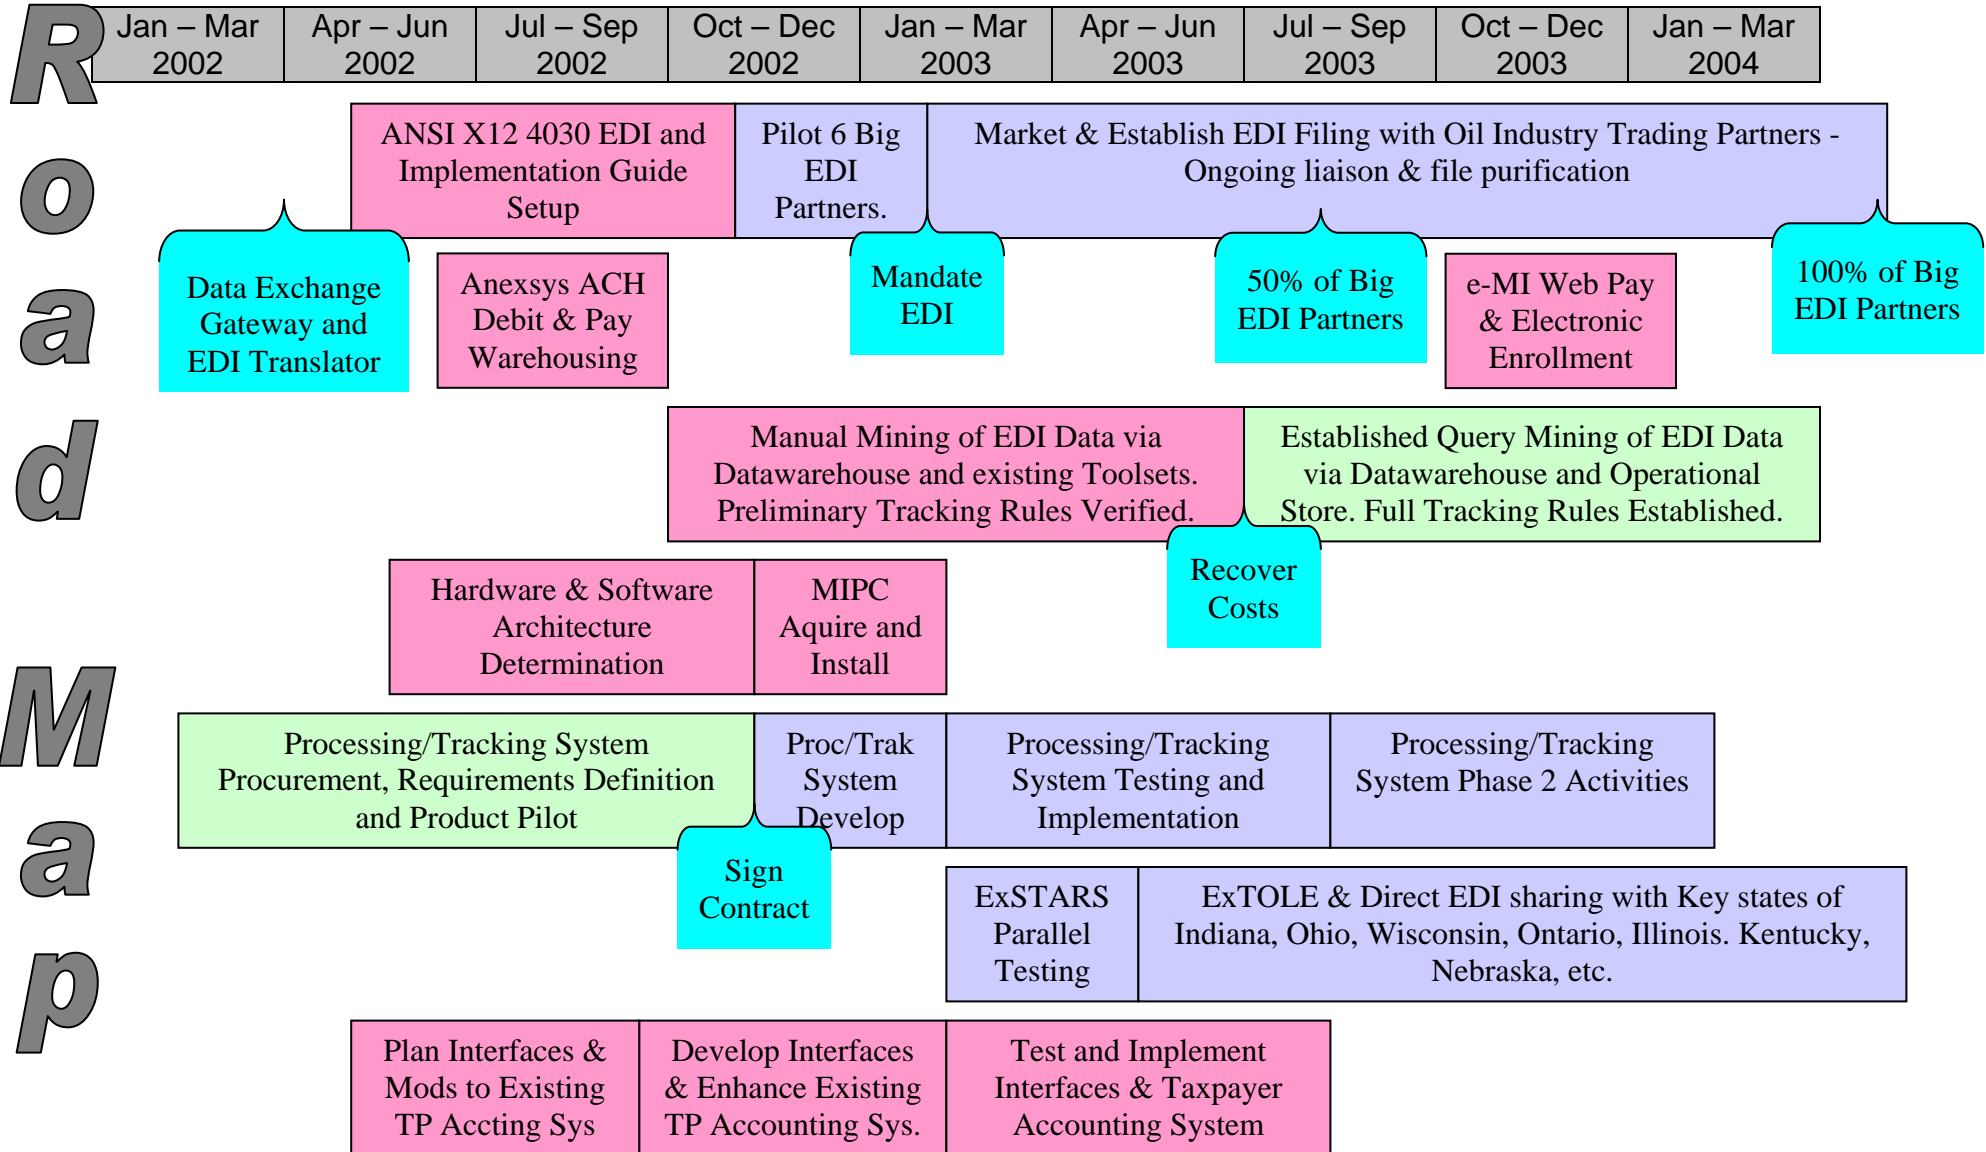 Road Map
Jan – Mar
2002
Apr – Jun
2002
Jul – Sep
2002
Oct – Dec
2002
Jan – Mar
2003
Apr – Jun
2003
Jul – Sep
2003
Oct – Dec
2003
Jan – Mar
2004
ANSI X12 4030 EDI and
Implementation Guide
Setup
Pilot 6 Big
EDI
Partners.
Market & Establish EDI Filing with Oil Industry Trading Partners -
Ongoing liaison & file purification
Data Exchange
Gateway and
EDI Translator
Anexsys ACH
Debit & Pay
Warehousing
Mandate
EDI
50% of Big
EDI Partners
e-MI Web Pay
& Electronic
Enrollment
100% of Big
EDI Partners
Manual Mining of EDI Data via
Datawarehouse and existing Toolsets.
Preliminary Tracking Rules Verified.
Established Query Mining of EDI Data
via Datawarehouse and Operational
Store. Full Tracking Rules Established.
Recover
Costs
Hardware & Software
Architecture
Determination
MIPC
Aquire and
Install
Processing/Tracking System
Procurement, Requirements Definition
and Product Pilot
Proc/Trak
System
Develop
Processing/Tracking
System Testing and
Implementation
Processing/Tracking
System Phase 2 Activities
Sign
Contract
ExSTARS
Parallel
Testing
ExTOLE & Direct EDI sharing with Key states of
Indiana, Ohio, Wisconsin, Ontario, Illinois. Kentucky,
Nebraska, etc.
Plan Interfaces &
Mods to Existing
TP Accting Sys
Develop Interfaces
& Enhance Existing
TP Accounting Sys.
Test and Implement
Interfaces & Taxpayer
Accounting System